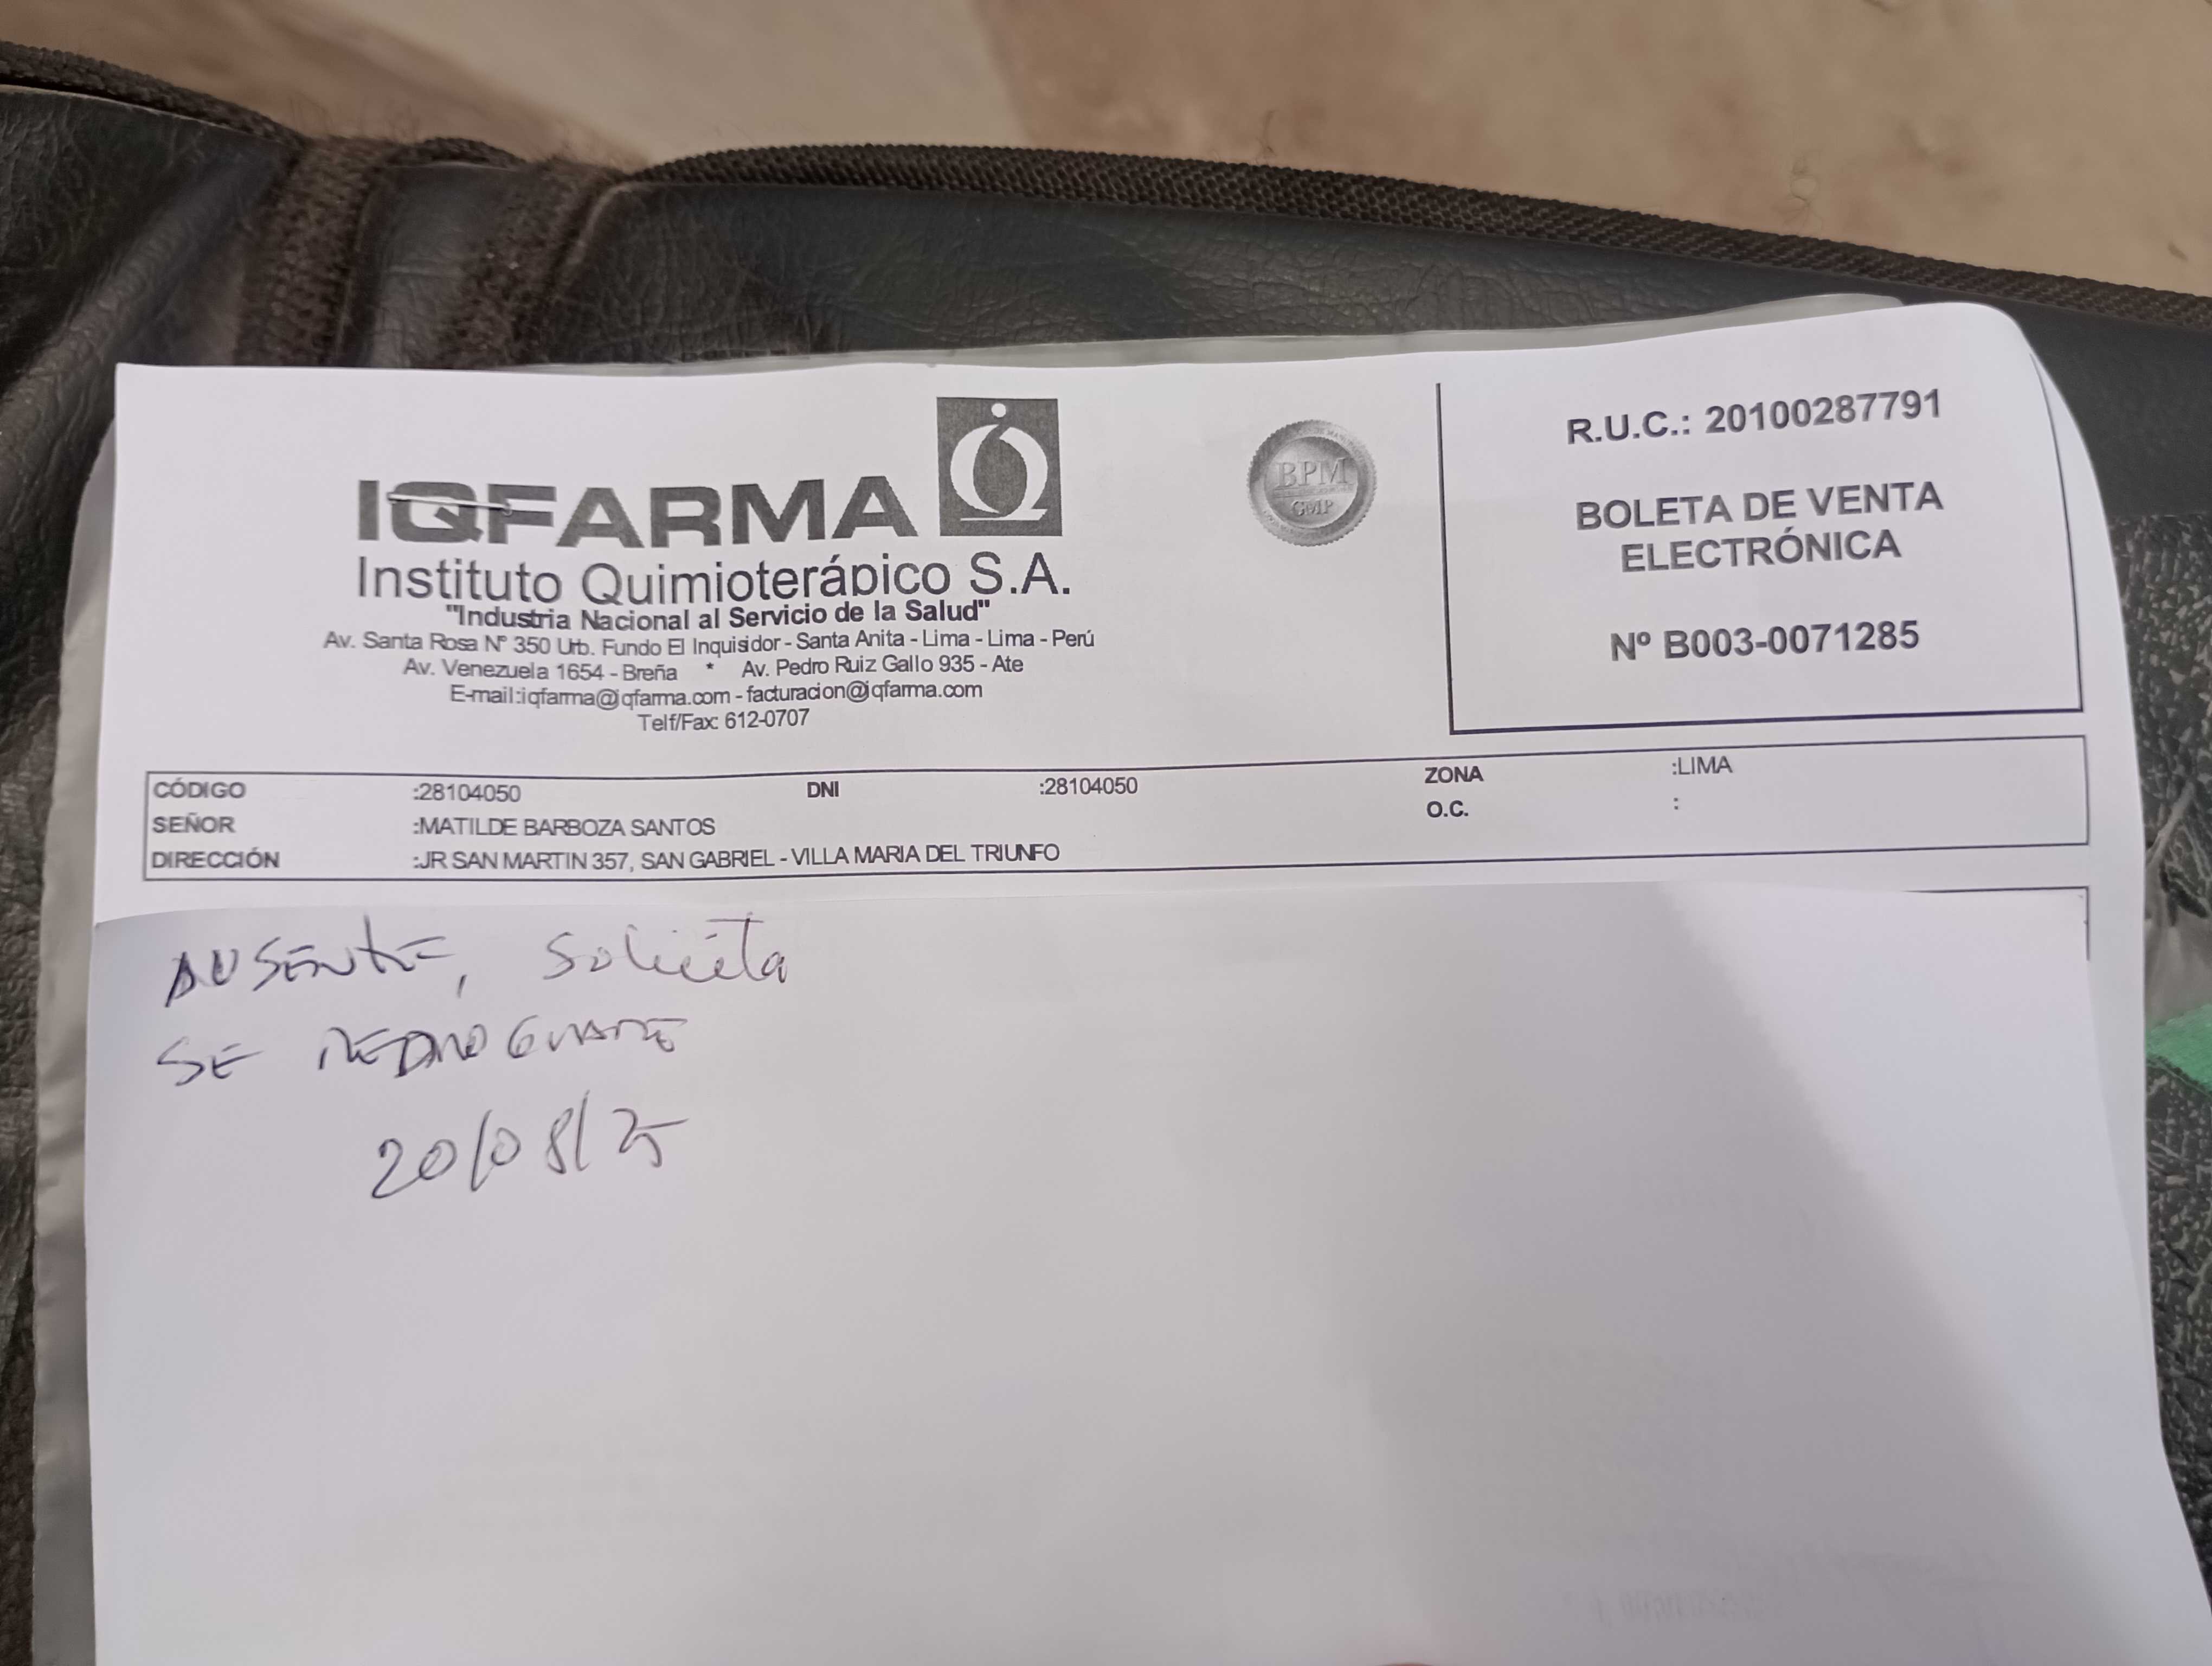 IQFARMA
Instituto Quimioterápico S.A.
"Industria Nacional al Servicio de la Salud"
Av. Santa Rosa Nº 350 Urb. Fundo El Inquisidor - Santa Anita - Lima - Lima - Perú
Av. Venezuela 1654 - Breña * Av. Pedro Ruiz Gallo 935 - Ate
E-mail:iqfarma@iqfarma.com - facturacion@iqfarma.com
Telf/Fax: 612-0707
BPM
GMP
R.U.C.: 20100287791
BOLETA DE VENTA
ELECTRÓNICA
Nº B003-0071285
CÓDIGO :28104050 DNI :28104050 ZONA :LIMA
SEÑOR :MATILDE BARBOZA SANTOS O.C. :
DIRECCIÓN :JR SAN MARTIN 357, SAN GABRIEL - VILLA MARIA DEL TRIUNFO
AUSENTE, Solicita
SE
20/08/25